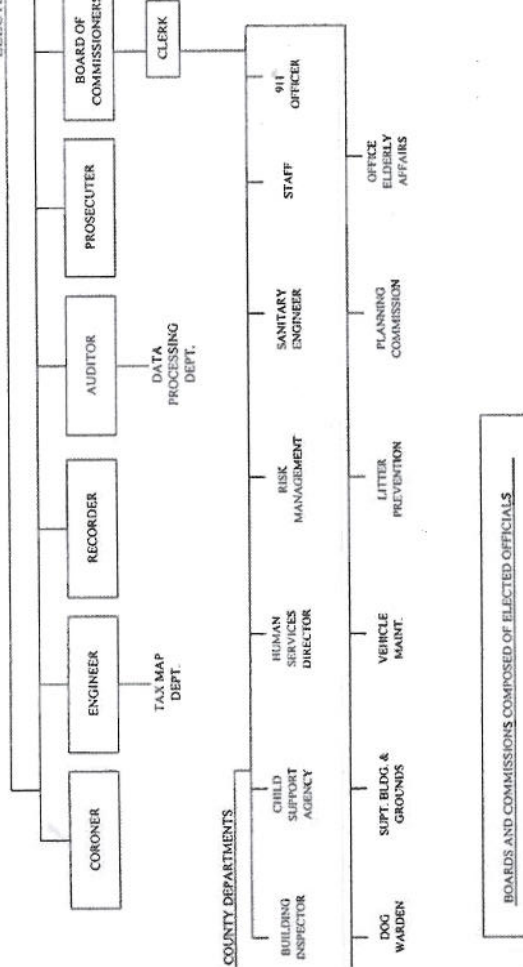 CORONER
ENGINEER
RECORDER
AUDITOR
PROSECUTER
BOARD OF
COMMISSIONERS
TAX MAP
DEPT.
DATA
PROCESSING
DEPT.
CLERK
COUNTY DEPARTMENTS
BUILDING
INSPECTOR
CHILD
SUPPORT
AGENCY
HUMAN
SERVICES
DIRECTOR
RISK
MANAGEMENT
SANITARY
ENGINEER
STAFF
911
OFFICER
DOG
WARDEN
SUPT. BLDG. &
GROUNDS
VEHICLE
MAINT.
LITTER
PREVENTION
PLANNING
COMMISSION
OFFICE
ELDERLY
AFFAIRS
BOARDS AND COMMISSIONS COMPOSED OF ELECTED OFFICIALS